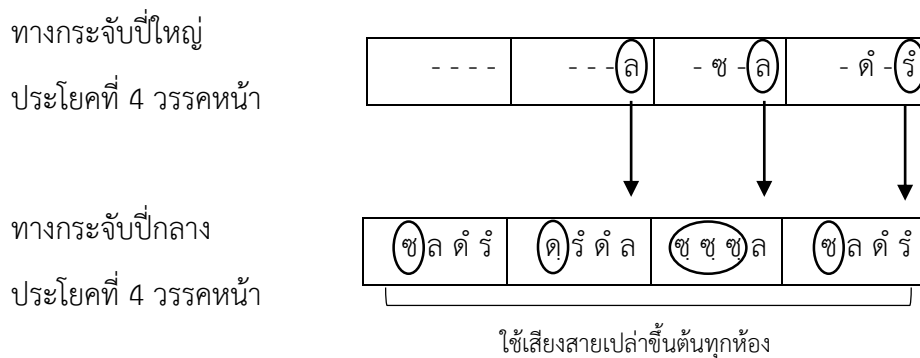 ทางกระจับปี่ใหญ่
ประโยคที่ 4 วรรคหน้า
- - - - - - - ล - ซ - ล - ดํ - รํ
ทางกระจับปี่กลาง
ประโยคที่ 4 วรรคหน้า
ซ ล ดํ รํ ดฺ รํ ดํ ล ซฺ ซฺ ซฺ ล ซ ล ดํ รํ
ใช้เสียงสายเปล่าขึ้นต้นทุกห้อง